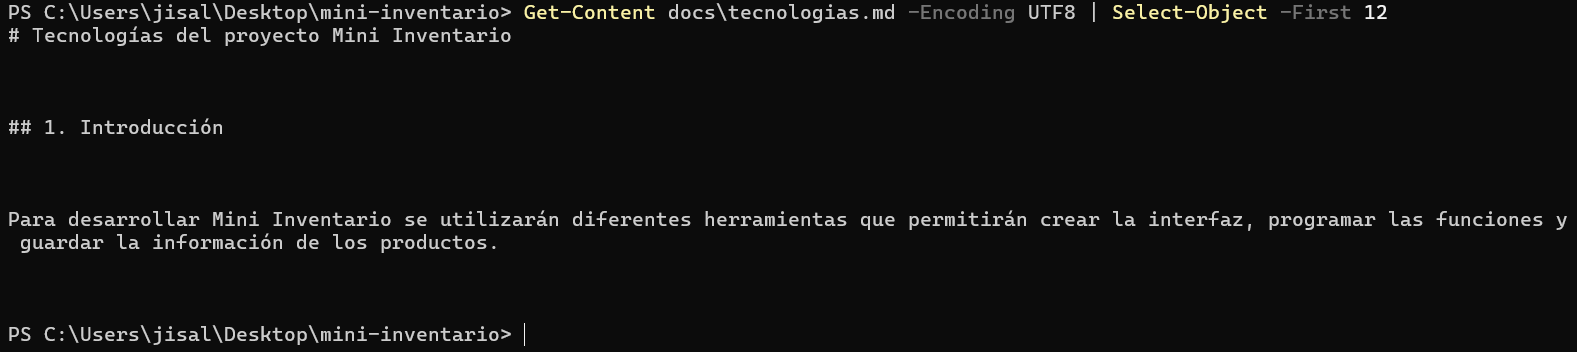 PS C:\Users\jisal\Desktop\mini-inventario> Get-Content docs\tecnologias.md -Encoding UTF8 | Select-Object -First 12
# Tecnologías del proyecto Mini Inventario
## 1. Introducción
Para desarrollar Mini Inventario se utilizarán diferentes herramientas que permitirán crear la interfaz, programar las funciones y
guardar la información de los productos.
PS C:\Users\jisal\Desktop\mini-inventario>